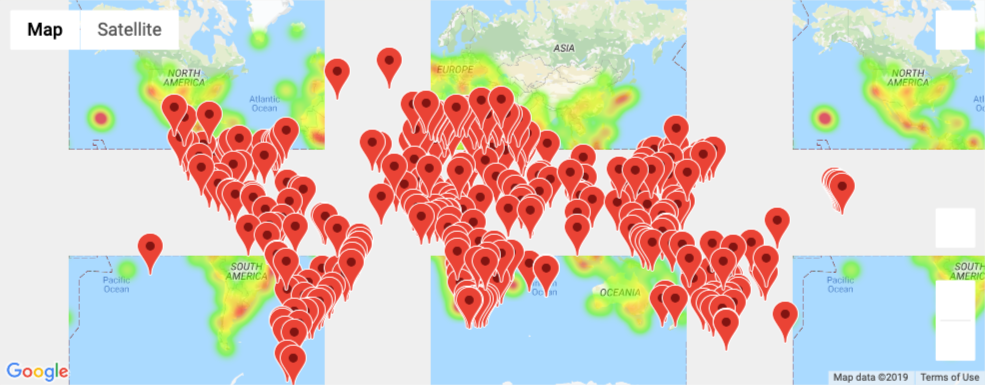 Map Satellite
ASIA
EUROPE
NORTH
AMERICA
NORTH
AMERICA
Atlantic
Ocean
SOUTH
AMERICA
Pacific
Ocean
OCEANIA
Ocean
Pacific
Ocean
SOUTH
Google
Map data ©2019 Terms of Use